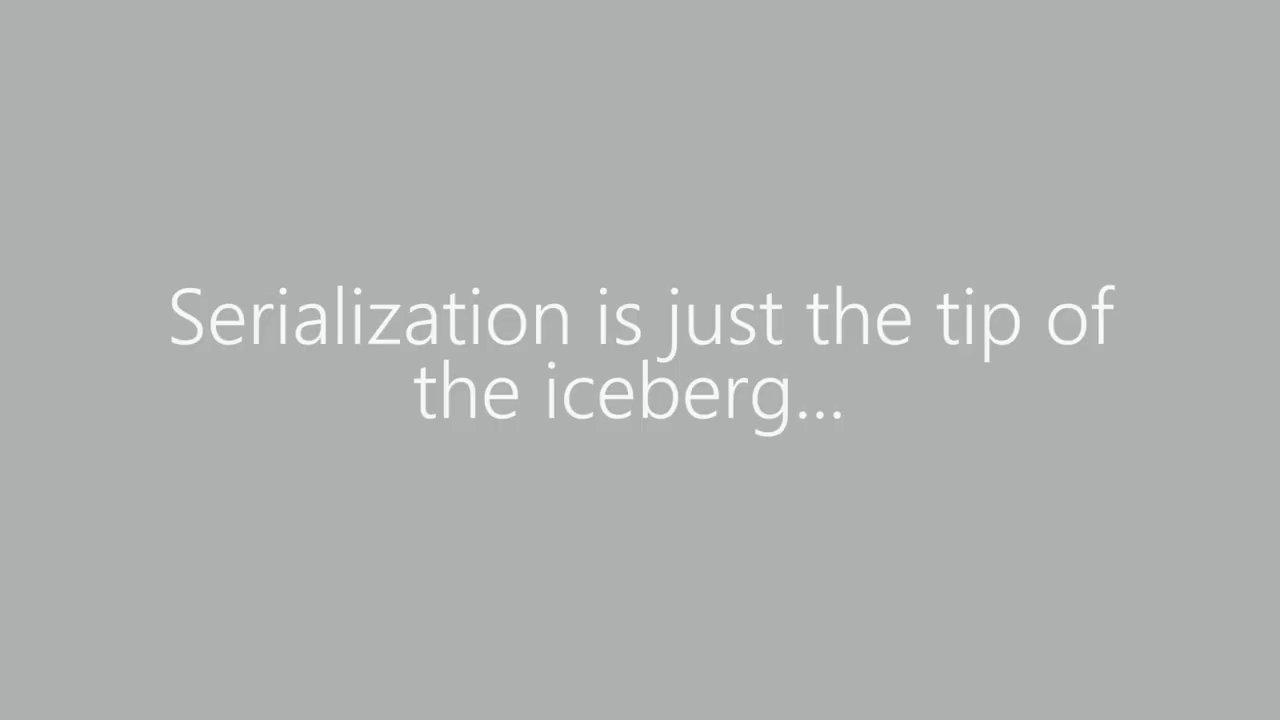 Serialization is just the tip of
the iceberg...